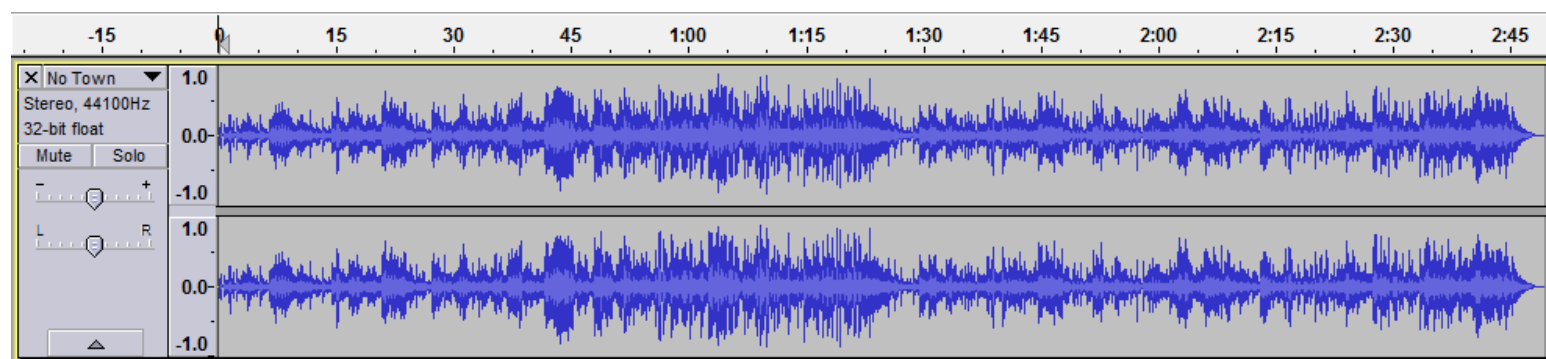 -15 0 15 30 45 1:00 1:15 1:30 1:45 2:00 2:15 2:30 2:45
X No Town ▼ 1.0
Stereo, 44100Hz
32-bit float
0.0-
Mute Solo
- +
-1.0
L R
1.0
0.0-
-1.0